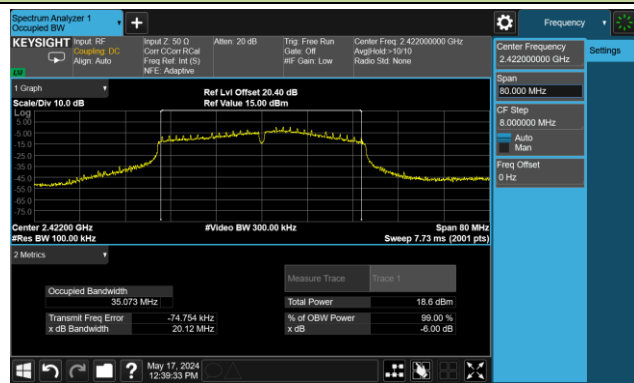 Spectrum Analyzer 1
Occupied BW
Frequency
KEYSIGHT
Input: RF
Coupling: DC
Align: Auto
Input Z: 50 Ω
Corr CCorr RCal
Freq Ref: Int (S)
NFE: Adaptive
Atten: 20 dB
Trig: Free Run
Gate: Off
#IF Gain: Low
Center Freq: 2.422000000 GHz
Avg|Hold:>10/10
Radio Std: None
Center Frequency
2.422000000 GHz
Settings
Span
80.000 MHz
CF Step
8.000000 MHz
Auto
Man
Freq Offset
0 Hz
1 Graph
Scale/Div 10.0 dB
Ref Lvl Offset 20.40 dB
Ref Value 15.00 dBm
Log
5.00
-5.00
-15.0
-25.0
-35.0
-45.0
-55.0
-65.0
-75.0
Center 2.42200 GHz
#Res BW 100.00 kHz
#Video BW 300.00 kHz
Span 80 MHz
Sweep 7.73 ms (2001 pts)
2 Metrics
Measure Trace
Trace 1
Occupied Bandwidth
35.073 MHz
Total Power
18.6 dBm
Transmit Freq Error
-74.754 kHz
% of OBW Power
99.00 %
x dB Bandwidth
20.12 MHz
x dB
-6.00 dB
May 17, 2024
12:39:33 PM